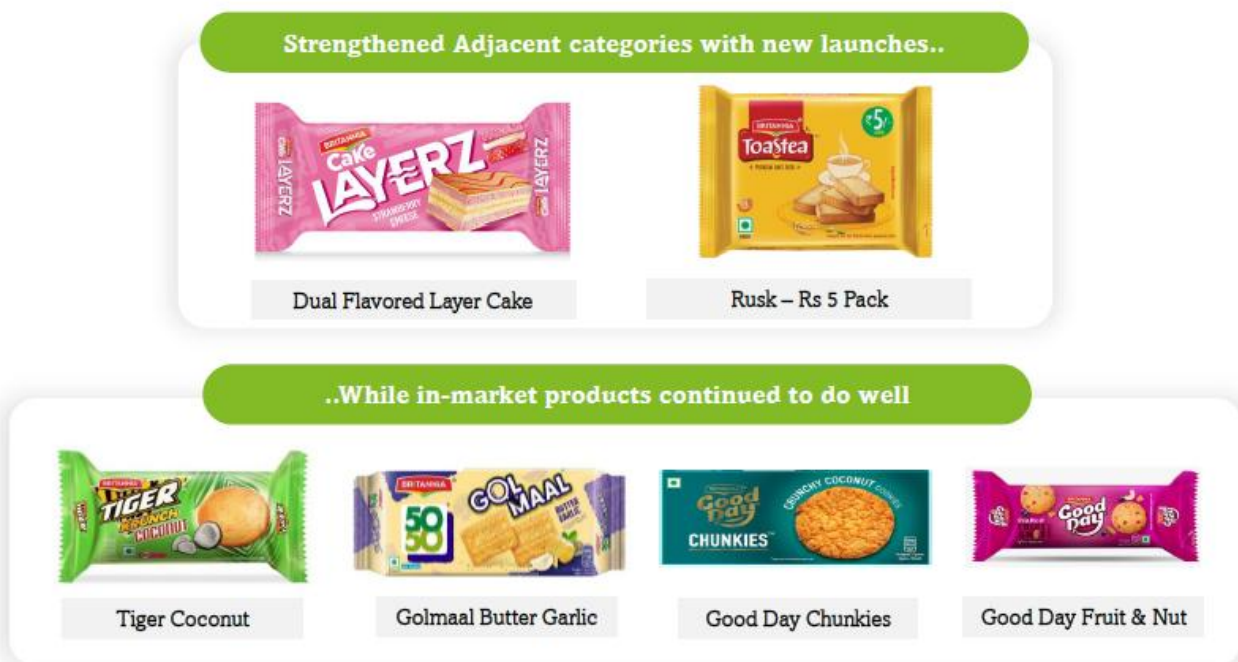 Strengthened Adjacent categories with new launches..
BRITANNIA
Cake
LAYERZ
STRAWBERRY
CHEESE
LAYERZ
LAYERZ
BRITANNIA
Toastea
₹5/-
Dual Flavored Layer Cake
Rusk – Rs 5 Pack
..While in-market products continued to do well
BRITANNIA
TIGER
KRUNCH
COCONUT
BRITANNIA
50
50
GOL
MAAL
BUTTER
GARLIC
Good
Day
CHUNKIES
CRUNCHY COCONUT COOKIES
BRITANNIA
Good
Day
Tiger Coconut
Golmaal Butter Garlic
Good Day Chunkies
Good Day Fruit & Nut